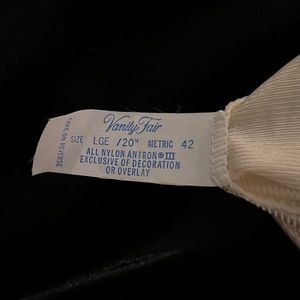 Vanity Fair
SIZE LGE /20" METRIC 42
ALL NYLON ANTRON® III
EXCLUSIVE OF DECORATION
OR OVERLAY
CARE ON REVERSE